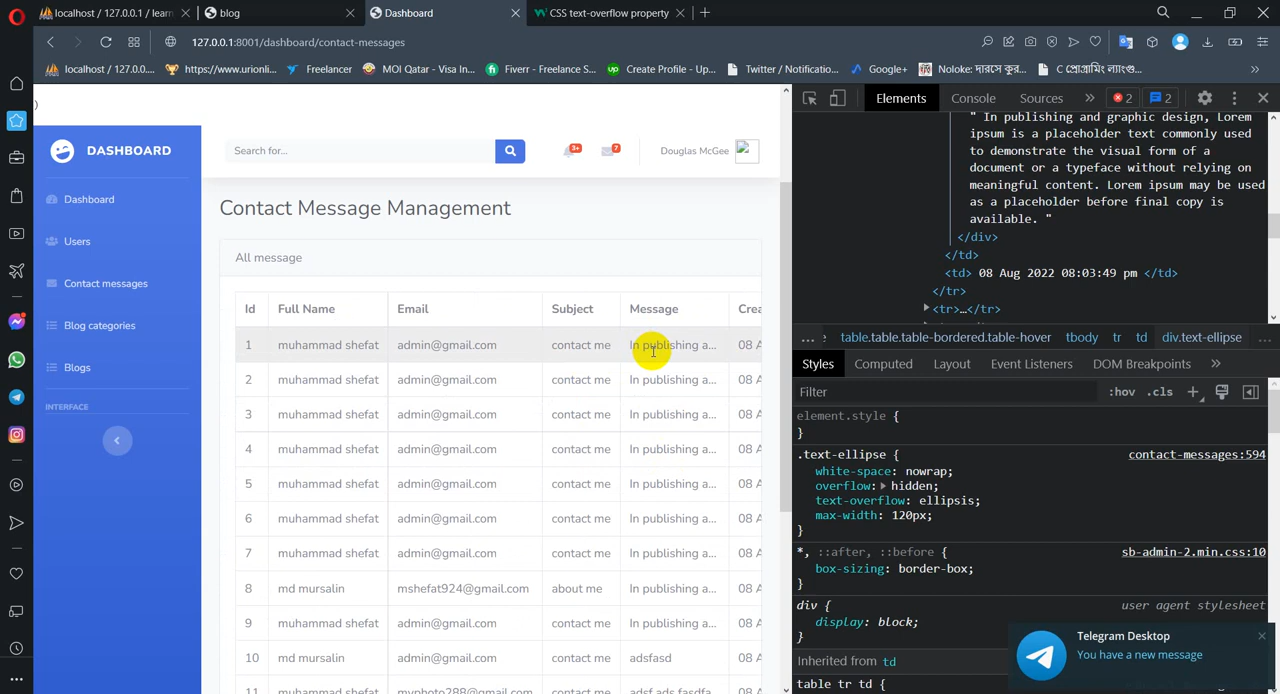 localhost / 127.0.0.1 / learn
blog
Dashboard
CSS text-overflow property
127.0.0.1:8001/dashboard/contact-messages
localhost / 127.0.0....
https://www.urionli...
Freelancer
MOI Qatar - Visa In...
Fiverr - Freelance S...
Create Profile - Up...
Twitter / Notificatio...
Google+
Noloke: দারসে কুর...
C প্রোগ্রামিং ল্যাংগু...
)
DASHBOARD
Search for...
3+
7
Douglas McGee
Dashboard
Users
Contact messages
Blog categories
Blogs
INTERFACE
Contact Message Management
All message
Id Full Name Email Subject Message Crea
1 muhammad shefat admin@gmail.com contact me In publishing a... 08 A
2 muhammad shefat admin@gmail.com contact me In publishing a... 08 A
3 muhammad shefat admin@gmail.com contact me In publishing a... 08 A
4 muhammad shefat admin@gmail.com contact me In publishing a... 08 A
5 muhammad shefat admin@gmail.com contact me In publishing a... 08 A
6 muhammad shefat admin@gmail.com contact me In publishing a... 08 A
7 muhammad shefat admin@gmail.com contact me In publishing a... 08 A
8 md mursalin mshefat924@gmail.com about me In publishing a... 08 A
9 muhammad shefat admin@gmail.com contact me In publishing a... 08 A
10 md mursalin admin@gmail.com contact me adsfasd 08 A
11 muhammad shefat myphoto288@gmail.com contact me adsf ads fasdfa 08 A
Elements Console Sources » 2 2
" In publishing and graphic design, Lorem
ipsum is a placeholder text commonly used
to demonstrate the visual form of a
document or a typeface without relying on
meaningful content. Lorem ipsum may be used
as a placeholder before final copy is
available. "
</div>
</td>
<td> 08 Aug 2022 08:03:49 pm </td>
</tr>
<tr>…</tr>
... e table.table.table-bordered.table-hover tbody tr td div.text-ellipse ...
Styles Computed Layout Event Listeners DOM Breakpoints »
Filter :hov .cls
element.style {
}
.text-ellipse { contact-messages:594
white-space: nowrap;
overflow: hidden;
text-overflow: ellipsis;
max-width: 120px;
}
*, ::after, ::before { sb-admin-2.min.css:10
box-sizing: border-box;
}
div { user agent stylesheet
display: block;
}
Inherited from td
table tr td {
Telegram Desktop
You have a new message